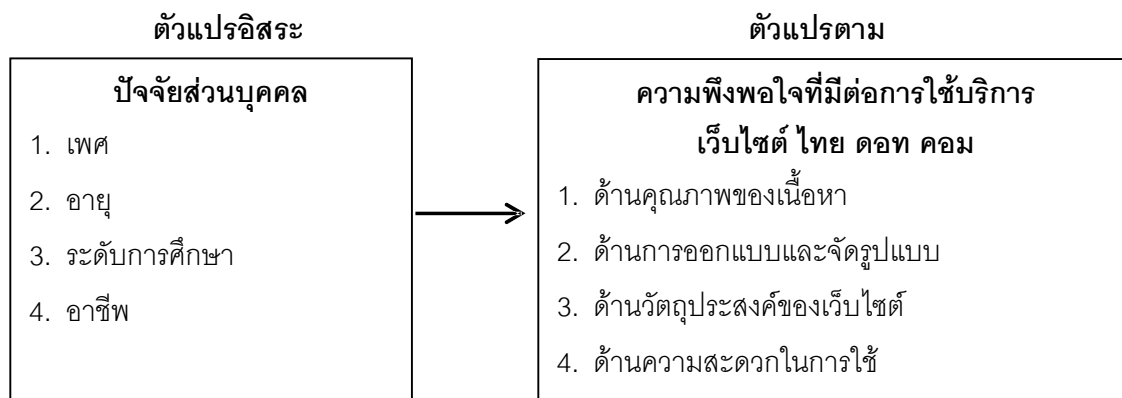 ตัวแปรอิสระ
ปัจจัยส่วนบุคคล
1. เพศ
2. อายุ
3. ระดับการศึกษา
4. อาชีพ
ตัวแปรตาม
ความพึงพอใจที่มีต่อการใช้บริการ
เว็บไซต์ ไทย ดอท คอม
1. ด้านคุณภาพของเนื้อหา
2. ด้านการออกแบบและจัดรูปแบบ
3. ด้านวัตถุประสงค์ของเว็บไซต์
4. ด้านความสะดวกในการใช้